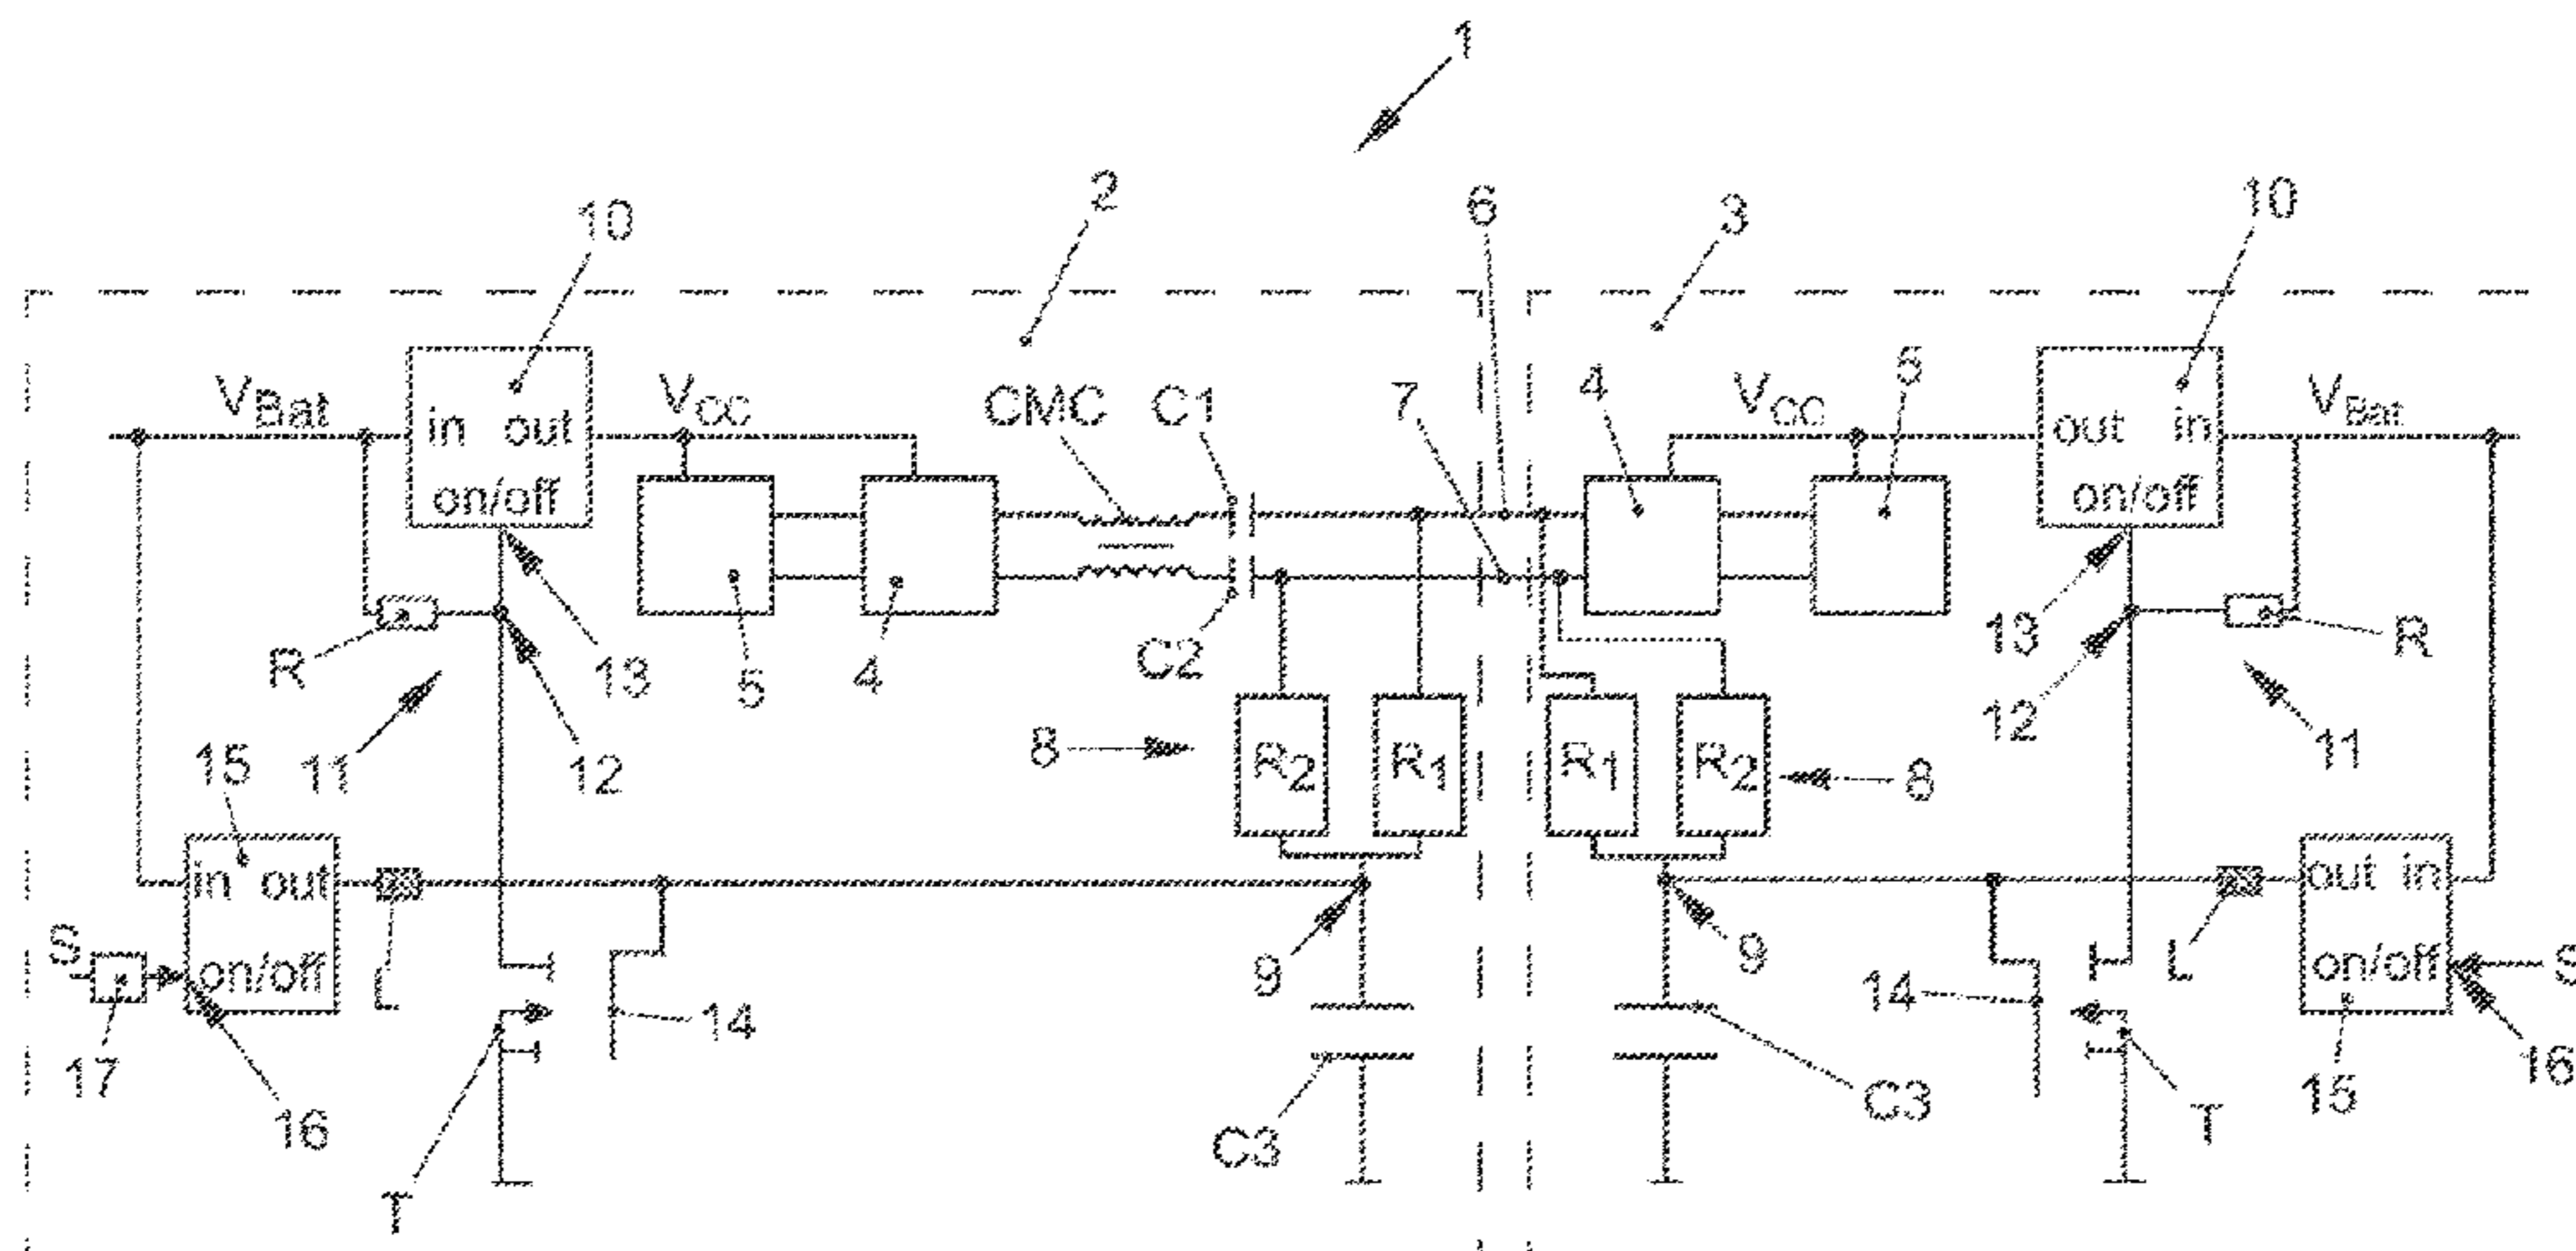 1
2
6
3
10
10
V_Bat
in out
on/off
V_CC
CMC
C1
7
4
V_CC
5
out in
on/off
V_Bat
R
11
13
12
5
4
C2
8
R2
R1
R1
R2
8
13
12
R
11
15
in out
on/off
S
17
16
L
T
14
9
C3
9
C3
14
L
T
out in
on/off
15
S
16